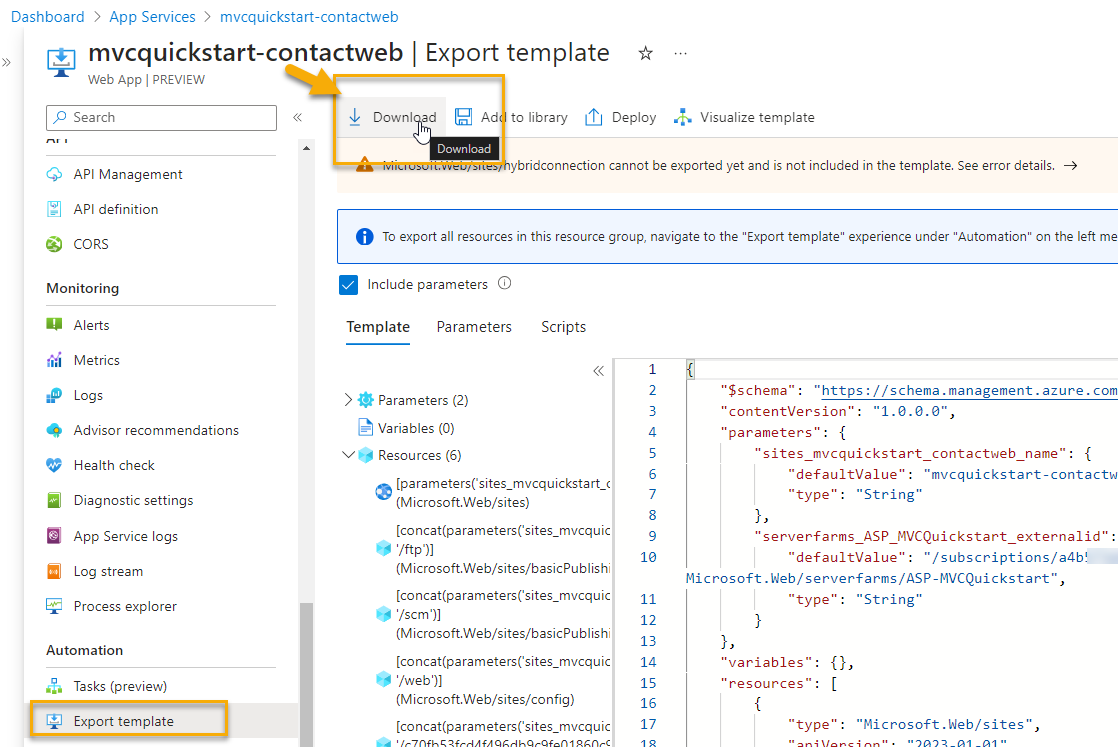 Dashboard > App Services > mvcquickstart-contactweb
mvcquickstart-contactweb | Export template
Web App | PREVIEW
Search
API
API Management
API definition
CORS
Monitoring
Alerts
Metrics
Logs
Advisor recommendations
Health check
Diagnostic settings
App Service logs
Log stream
Process explorer
Automation
Tasks (preview)
Export template
Download
Add to library
Deploy
Visualize template
Download
Microsoft.Web/sites/hybridconnection cannot be exported yet and is not included in the template. See error details. →
To export all resources in this resource group, navigate to the "Export template" experience under "Automation" on the left me
Include parameters
Template
Parameters
Scripts
Parameters (2)
Variables (0)
Resources (6)
[parameters('sites_mvcquickstart_c
(Microsoft.Web/sites)
[concat(parameters('sites_mvcquic
'/ftp')]
(Microsoft.Web/sites/basicPublishi
[concat(parameters('sites_mvcquic
'/scm')]
(Microsoft.Web/sites/basicPublishi
[concat(parameters('sites_mvcquic
'/web')]
(Microsoft.Web/sites/config)
[concat(parameters('sites_mvcquic
1 {
2 "$schema": "https://schema.management.azure.com
3 "contentVersion": "1.0.0.0",
4 "parameters": {
5 "sites_mvcquickstart_contactweb_name": {
6 "defaultValue": "mvcquickstart-contactw
7 "type": "String"
8 },
9 "serverfarms_ASP_MVCQuickstart_externalid":
10 "defaultValue": "/subscriptions/a4b5
Microsoft.Web/serverfarms/ASP-MVCQuickstart",
11 "type": "String"
12 }
13 },
14 "variables": {},
15 "resources": [
16 {
17 "type": "Microsoft.Web/sites",
18 "apiVersion": "2023-01-01"